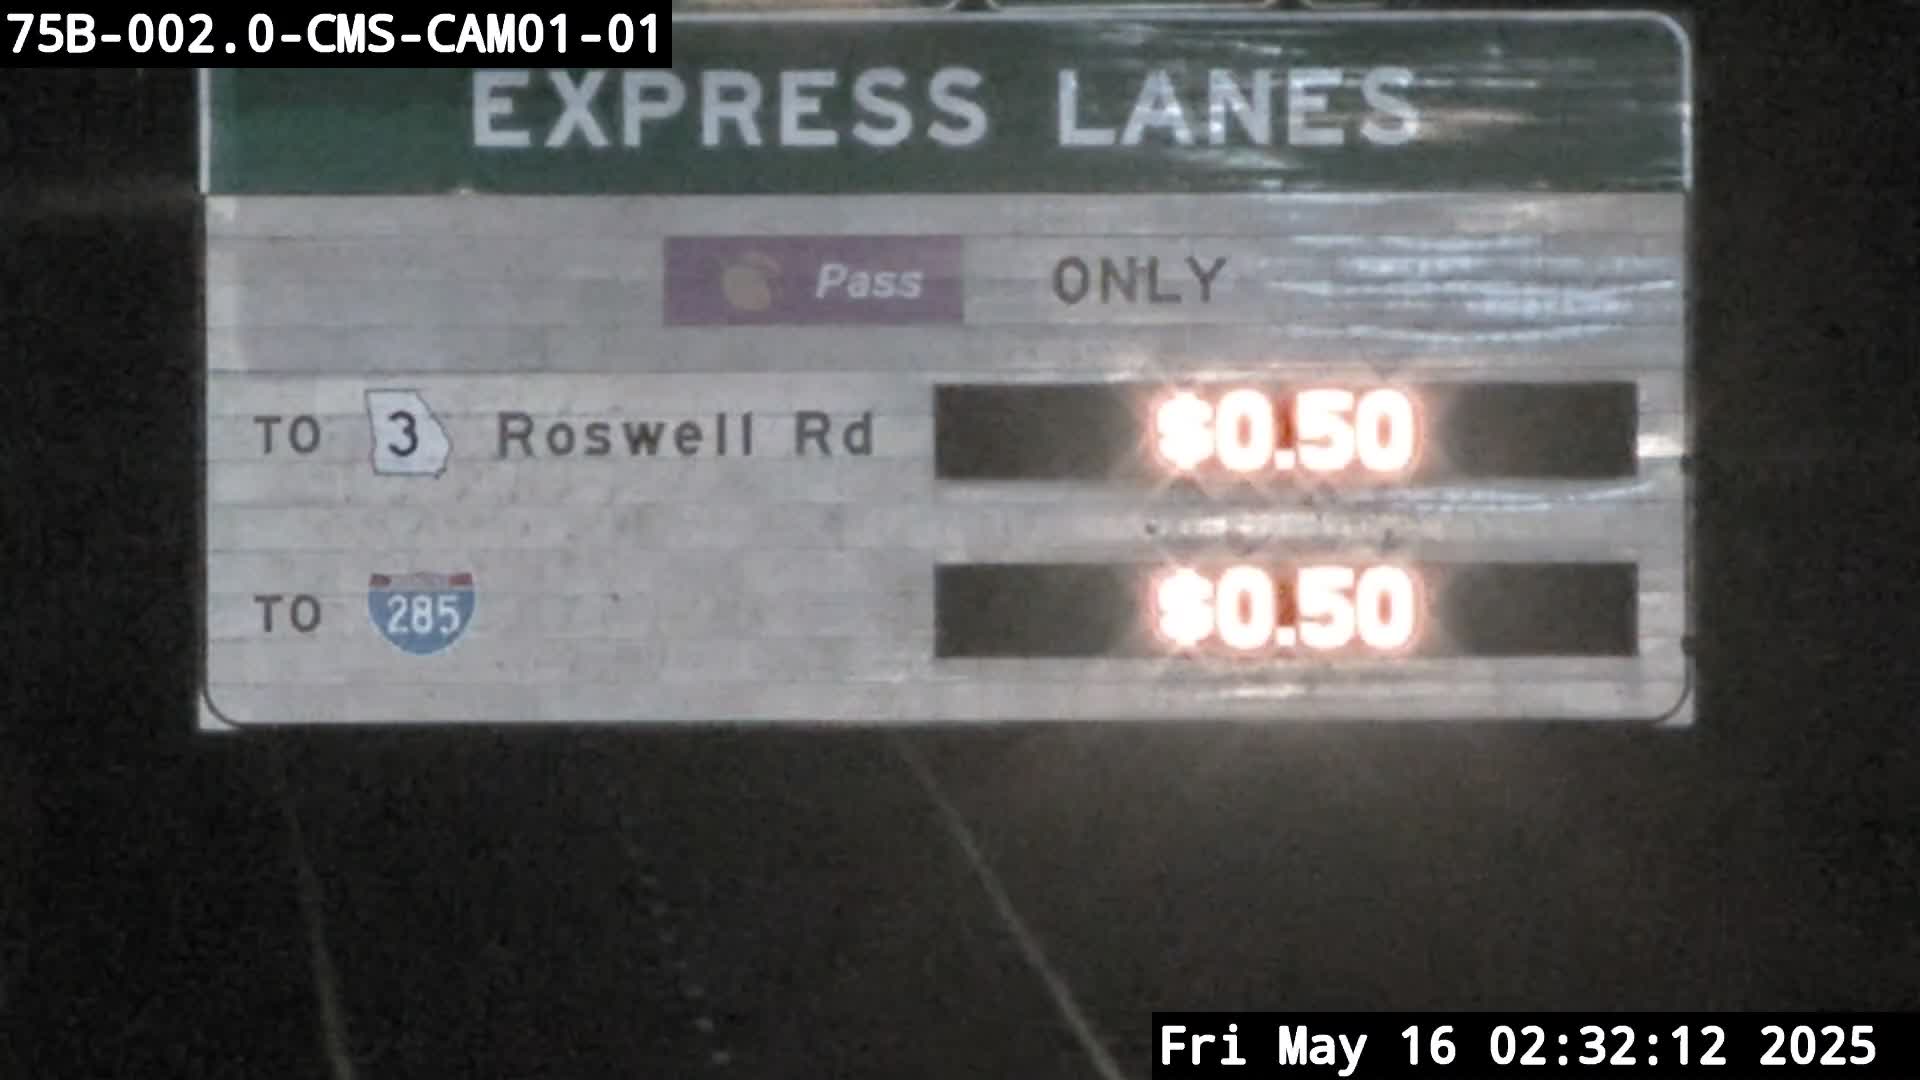 75B-002.0-CMS-CAM01-01
EXPRESS LANES
Pass ONLY
TO 3 Roswell Rd $0.50
TO 285 $0.50
Fri May 16 02:32:12 2025